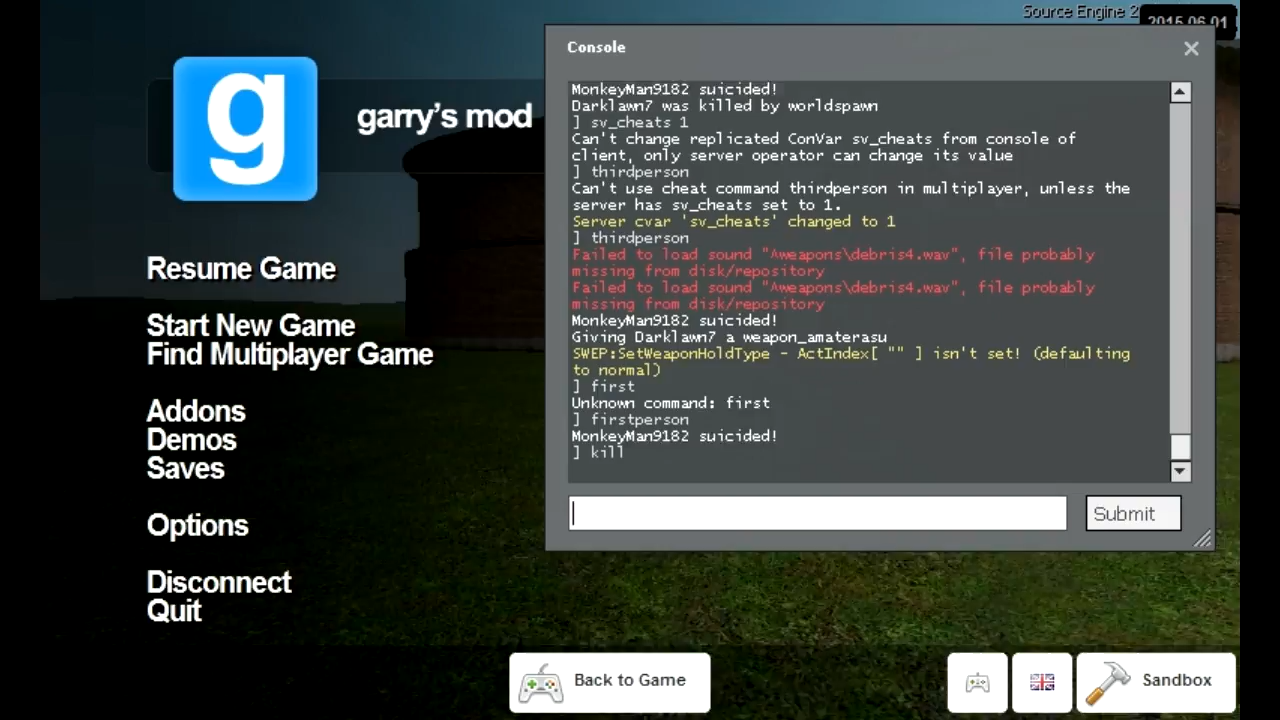 Source Engine 2
2015.06.01
Console
g
garry's mod
MonkeyMan9182 suicided!
Darklawn7 was killed by worldspawn
] sv_cheats 1
Can't change replicated ConVar sv_cheats from console of
client, only server operator can change its value
] thirdperson
Can't use cheat command thirdperson in multiplayer, unless the
server has sv_cheats set to 1.
Server cvar 'sv_cheats' changed to 1
] thirdperson
Failed to load sound "^weapons\debris4.wav", file probably
missing from disk/repository
Failed to load sound "^weapons\debris4.wav", file probably
missing from disk/repository
MonkeyMan9182 suicided!
Giving Darklawn7 a weapon_amaterasu
SWEP:SetWeaponHoldType - ActIndex[ "" ] isn't set! (defaulting
to normal)
] first
Unknown command: first
] firstperson
MonkeyMan9182 suicided!
] kill
Submit
Resume Game
Start New Game
Find Multiplayer Game
Addons
Demos
Saves
Options
Disconnect
Quit
Back to Game
Sandbox